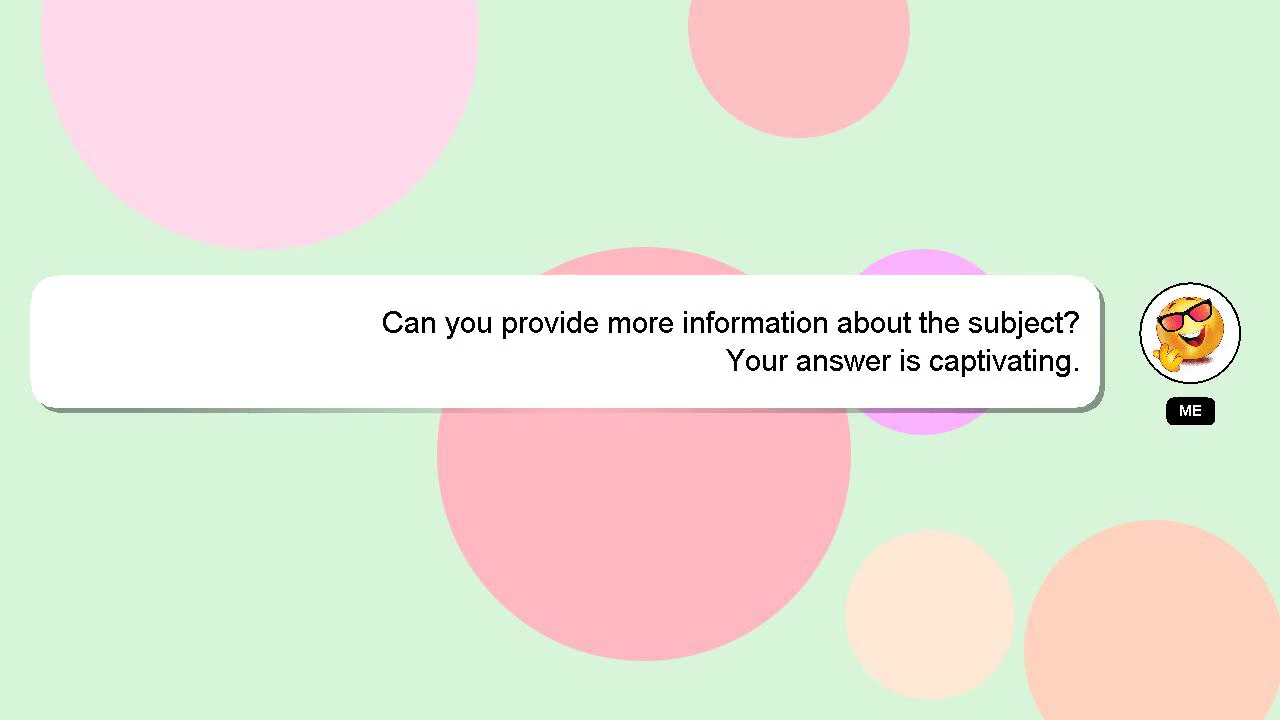 Can you provide more information about the subject?
Your answer is captivating.
ME